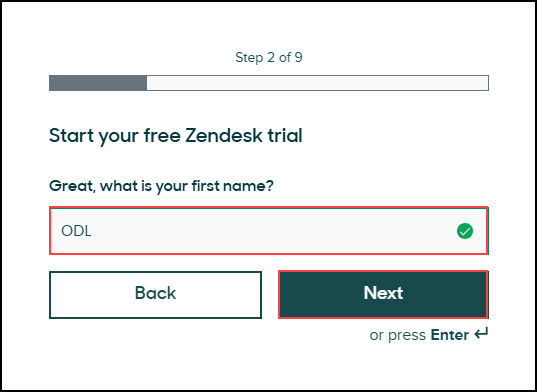 Step 2 of 9
Start your free Zendesk trial
Great, what is your first name?
ODL
Back
Next
or press Enter ↵